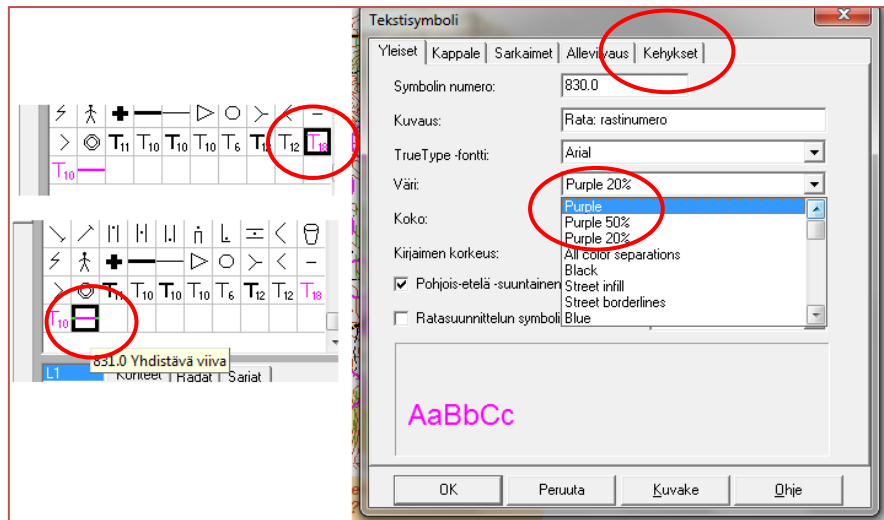 T11 T10 T10 T10 T6 T12 T12 T18
T10
T11 T10 T10 T10 T6 T12 T12 T18
T10
831.0 Yhdistävä viiva
L1 Kohteet Radat Sarjat
Tekstisymboli
Yleiset Kappale Sarkaimet Alleviivaus Kehykset
Symbolin numero: 830.0
Kuvaus: Rata: rastinumero
TrueType -fontti: Arial
Väri: Purple 20%
Purple
Koko: Purple 50%
Purple 20%
Kirjaimen korkeus: All color separations
Black
Pohjois-etelä -suuntainen Street infill
Street borderlines
Ratasuunnittelun symboli Blue
AaBbCc
OK Peruuta Kuvake Ohje